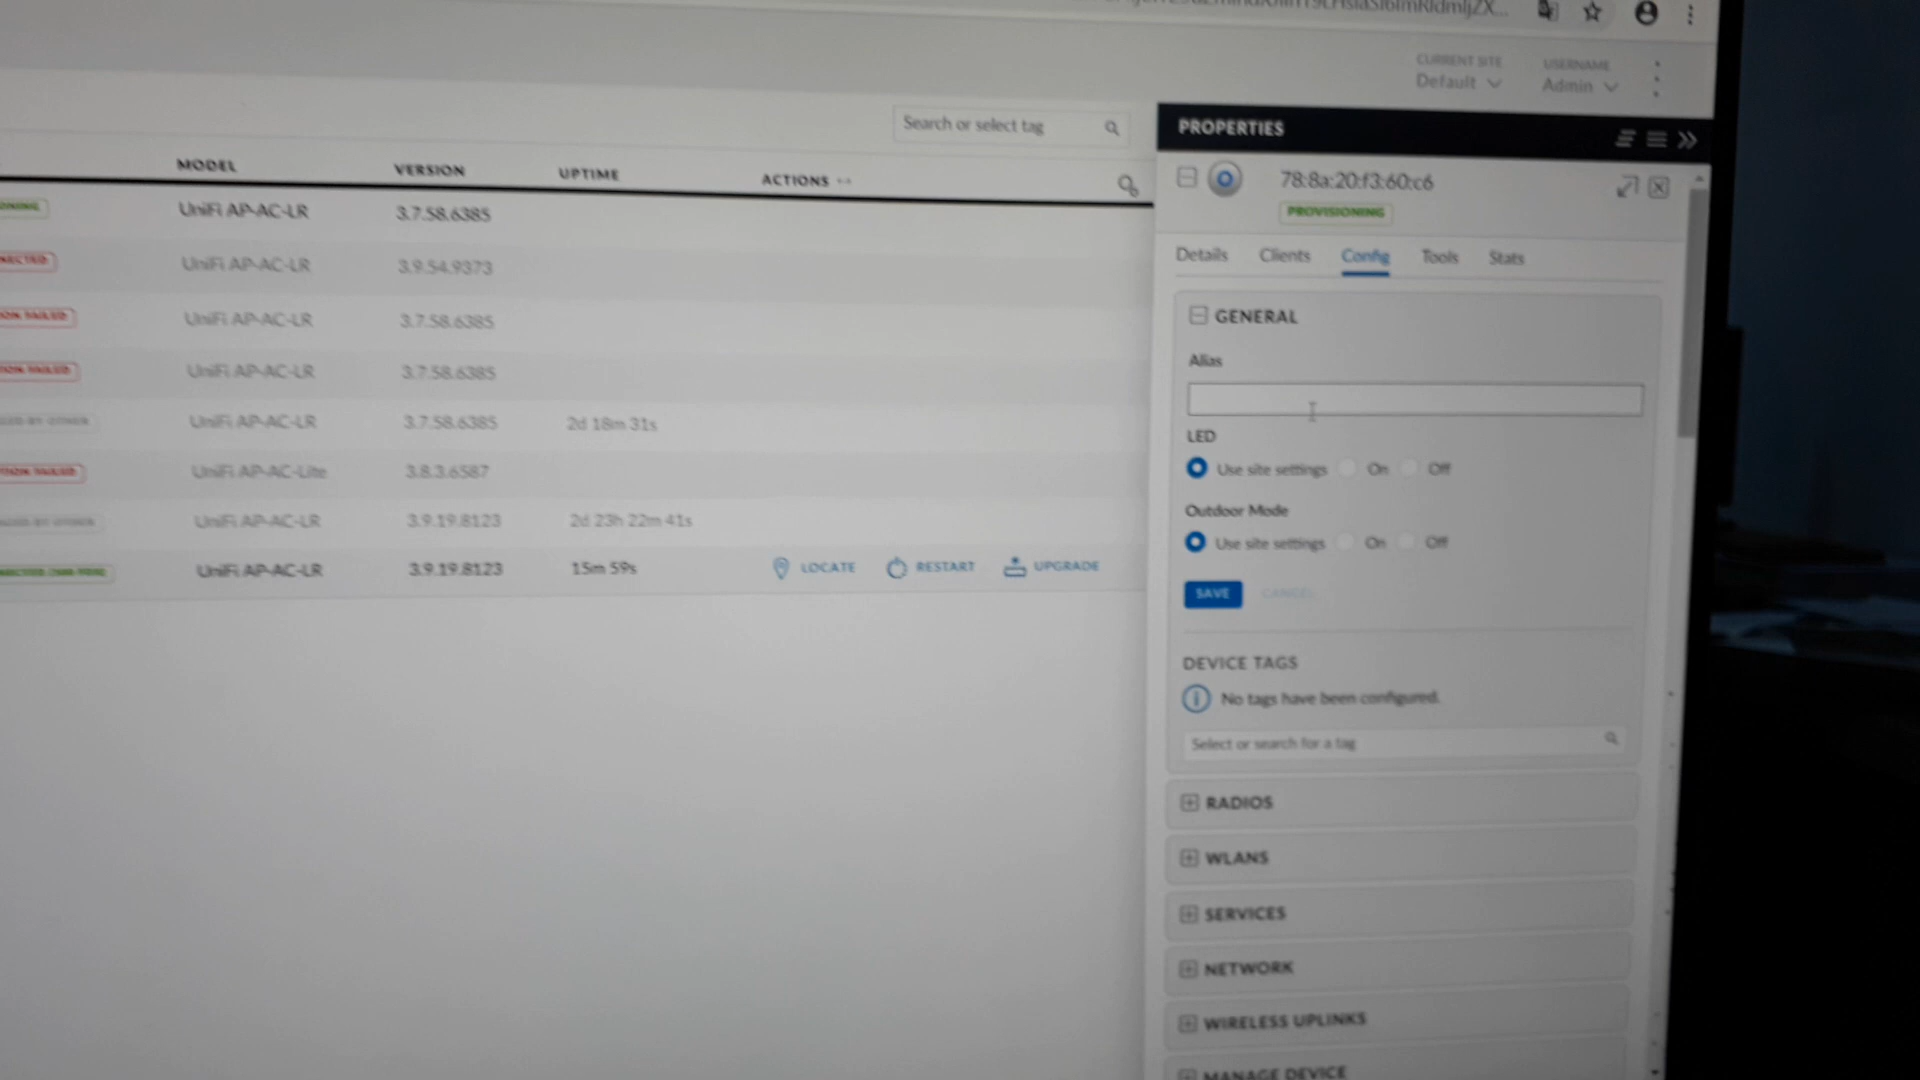 CURRENT SITE
USERNAME
Default
Admin
Search or select tag
PROPERTIES
MODEL
VERSION
UPTIME
ACTIONS
78:8a:20:f3:60:c6
PROVISIONING
UniFi AP-AC-LR
3.7.58.6385
UniFi AP-AC-LR
3.9.54.9373
UniFi AP-AC-LR
3.7.58.6385
UniFi AP-AC-LR
3.7.58.6385
UniFi AP-AC-LR
3.7.58.6385
2d 18m 31s
UniFi AP-AC-Lite
3.8.3.6587
UniFi AP-AC-LR
3.9.19.8123
2d 23h 22m 41s
UniFi AP-AC-LR
3.9.19.8123
15m 59s
LOCATE
RESTART
UPGRADE
Details
Clients
Config
Tools
Stats
GENERAL
Alias
LED
Use site settings
On
Off
Outdoor Mode
Use site settings
On
Off
SAVE
CANCEL
DEVICE TAGS
No tags have been configured.
Select or search for a tag
RADIOS
WLANS
SERVICES
NETWORK
WIRELESS UPLINKS
MANAGE DEVICE